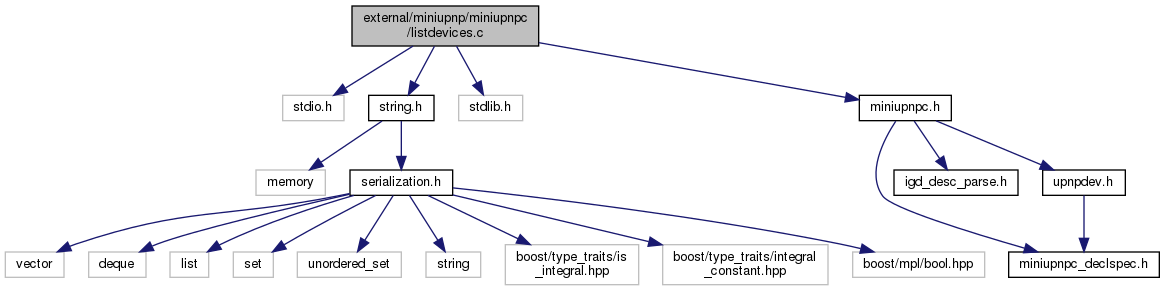 external/miniupnp/miniupnpc
/listdevices.c
stdio.h
string.h
stdlib.h
miniupnpc.h
memory
serialization.h
igd_desc_parse.h
upnpdev.h
vector
deque
list
set
unordered_set
string
boost/type_traits/is
_integral.hpp
boost/type_traits/integral
_constant.hpp
boost/mpl/bool.hpp
miniupnpc_declspec.h